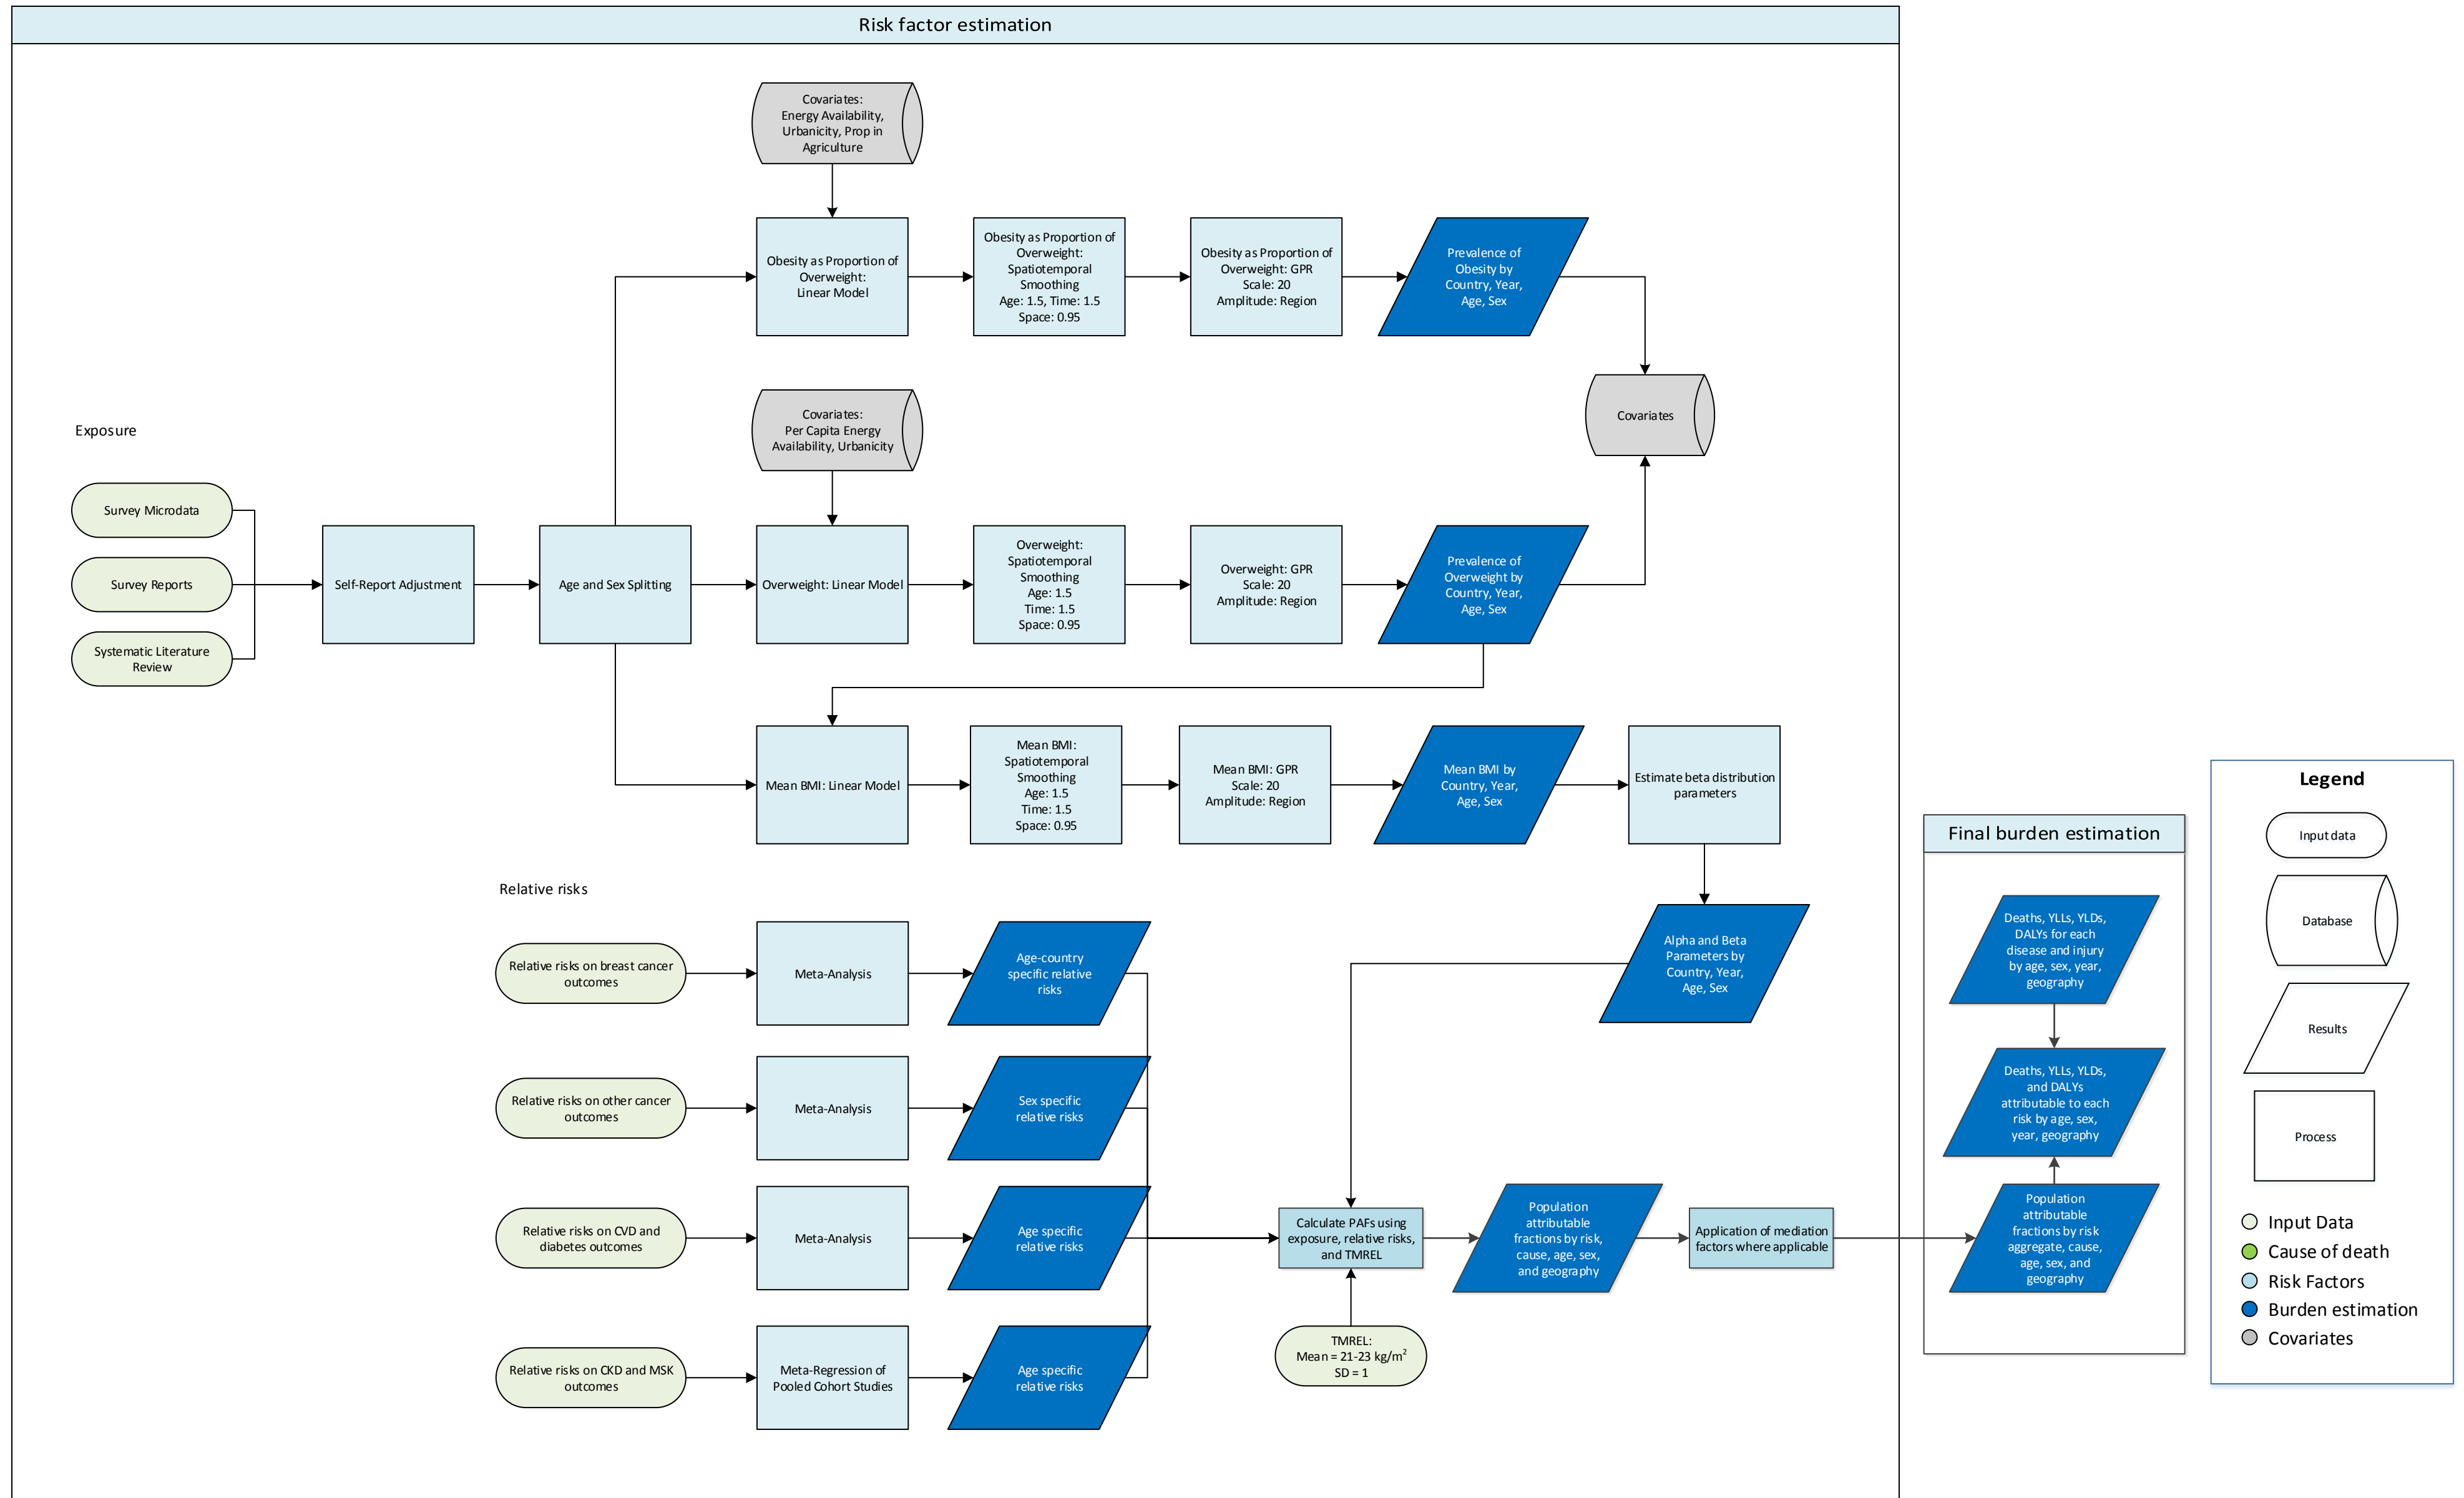 Risk factor estimation
Covariates:
Energy Availability,
Urbanicity, Prop in
Agriculture
Obesity as Proportion of
Overweight:
Linear Model
Obesity as Proportion of
Overweight:
Spatiotemporal
Smoothing
Age: 1.5, Time: 1.5
Space: 0.95
Obesity as Proportion of
Overweight: GPR
Scale: 20
Amplitude: Region
Prevalence of
Obesity by
Country, Year,
Age, Sex
Covariates
Exposure
Covariates:
Per Capita Energy
Availability, Urbanicity
Survey Microdata
Survey Reports
Systematic Literature
Review
Self-Report Adjustment
Age and Sex Splitting
Overweight: Linear Model
Overweight:
Spatiotemporal
Smoothing
Age: 1.5
Time: 1.5
Space: 0.95
Overweight: GPR
Scale: 20
Amplitude: Region
Prevalence of
Overweight by
Country, Year,
Age, Sex
Mean BMI: Linear Model
Mean BMI:
Spatiotemporal
Smoothing
Age: 1.5
Time: 1.5
Space: 0.95
Mean BMI: GPR
Scale: 20
Amplitude: Region
Mean BMI by
Country, Year,
Age, Sex
Estimate beta distribution
parameters
Alpha and Beta
Parameters by
Country, Year,
Age, Sex
Relative risks
Relative risks on breast cancer
outcomes
Meta-Analysis
Age-country
specific relative
risks
Relative risks on other cancer
outcomes
Meta-Analysis
Sex specific
relative risks
Relative risks on CVD and
diabetes outcomes
Meta-Analysis
Age specific
relative risks
Relative risks on CKD and MSK
outcomes
Meta-Regression of
Pooled Cohort Studies
Age specific
relative risks
Calculate PAFs using
exposure, relative risks,
and TMREL
TMREL:
Mean = 21-23 kg/m²
SD = 1
Population
attributable
fractions by risk,
cause, age, sex,
and geography
Application of mediation
factors where applicable
Final burden estimation
Deaths, YLLs, YLDs,
DALYs for each
disease and injury
by age, sex, year,
geography
Deaths, YLLs, YLDs,
and DALYs
attributable to each
risk by age, sex,
year, geography
Population
attributable
fractions by risk
aggregate, cause,
age, sex, and
geography
Legend
Input data
Database
Results
Process
Input Data
Cause of death
Risk Factors
Burden estimation
Covariates